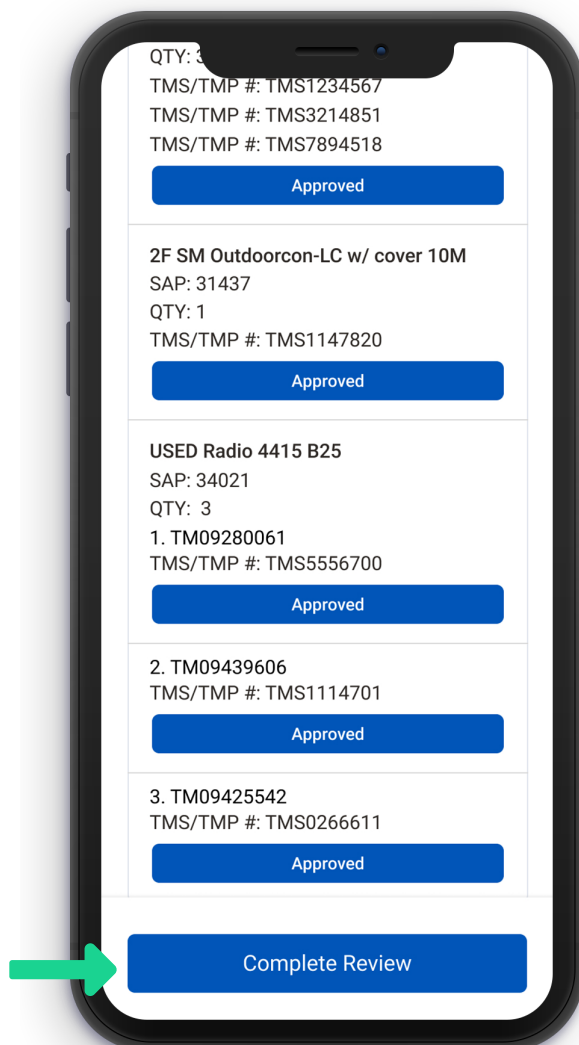 QTY: 3
TMS/TMP #: TMS1234567
TMS/TMP #: TMS3214851
TMS/TMP #: TMS7894518
Approved
2F SM Outdoorcon-LC w/ cover 10M
SAP: 31437
QTY: 1
TMS/TMP #: TMS1147820
Approved
USED Radio 4415 B25
SAP: 34021
QTY: 3
1. TM09280061
TMS/TMP #: TMS5556700
Approved
2. TM09439606
TMS/TMP #: TMS1114701
Approved
3. TM09425542
TMS/TMP #: TMS0266611
Approved
Complete Review